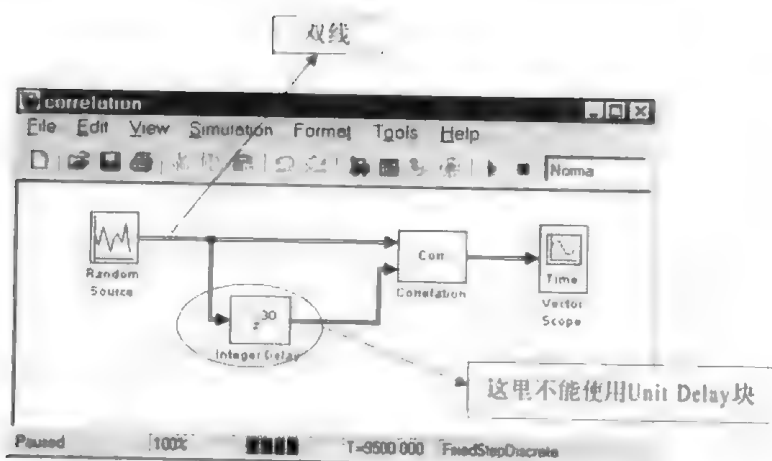 双线
correlation
File Edit View Simulation Format Tools Help
Norma
Random
Source
z^30
Integer Delay
Corr
Correlation
Time
Vector
Scope
这里不能使用Unit Delay块
Paused 100% T=9600.000 FixedStepDiscrete